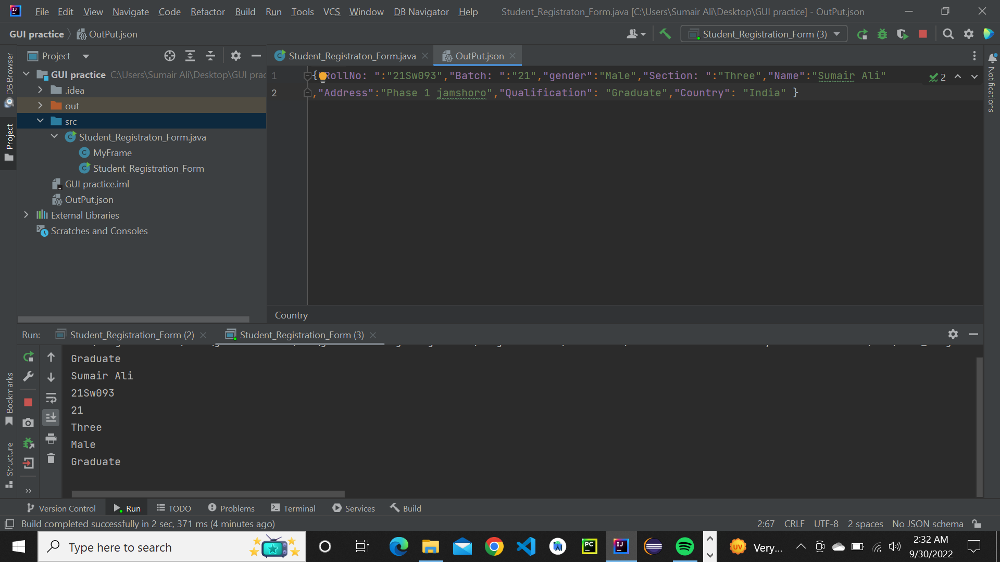 File Edit View Navigate Code Refactor Build Run Tools VCS Window DB Navigator Help Student_Registraton_Form.java [C:\Users\Sumair Ali\Desktop\GUI practice] - OutPut.json
GUI practice OutPut.json Student_Registration_Form (3)
Project Student_Registraton_Form.java OutPut.json
DB Browser
Project
Bookmarks
Structure
Notifications
GUI practice C:\Users\Sumair Ali\Desktop\GUI prac
.idea
out
src
Student_Registraton_Form.java
MyFrame
Student_Registration_Form
GUI practice.iml
OutPut.json
External Libraries
Scratches and Consoles
1 {"RollNo: ":"21Sw093","Batch: ":"21","gender":"Male","Section: ":"Three","Name":"Sumair Ali" 2
2 ,"Address":"Phase 1 jamshoro","Qualification": "Graduate","Country": "India" }
Country
Run: Student_Registration_Form (2) Student_Registration_Form (3)
Graduate
Sumair Ali
21Sw093
21
Three
Male
Graduate
Version Control Run TODO Problems Terminal Services Build
Build completed successfully in 2 sec, 371 ms (4 minutes ago) 2:67 CRLF UTF-8 2 spaces No JSON schema
Type here to search PC IJ UV Very... 2:32 AM
9/30/2022